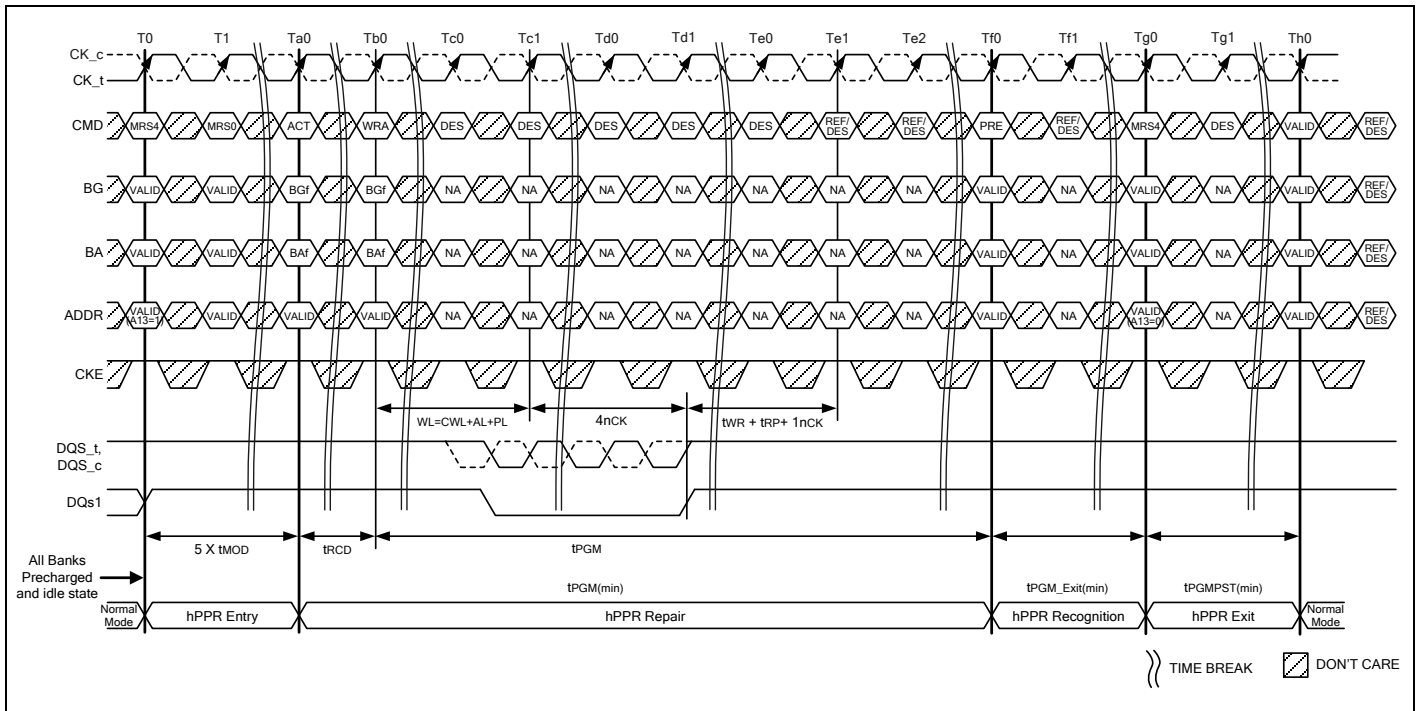 T0 T1 Ta0 Tb0 Tc0 Tc1 Td0 Td1 Te0 Te1 Te2 Tf0 Tf1 Tg0 Tg1 Th0
CK_c
CK_t
CMD MRS4 MRS0 ACT WRA DES DES DES DES DES REF/DES REF/DES PRE REF/DES MRS4 DES VALID REF/DES
BG VALID VALID BGf BGf NA NA NA NA NA NA NA VALID NA VALID NA VALID REF/DES
BA VALID VALID BAf BAf NA NA NA NA NA NA NA VALID NA VALID NA VALID REF/DES
ADDR VALID (A13=1) VALID VALID VALID NA NA NA NA NA NA NA VALID NA VALID (A13=0) NA VALID REF/DES
CKE
WL=CWL+AL+PL 4nCK tWR + tRP+ 1nCK
DQS_t,
DQS_c
DQs1
5 X tMOD tRCD tPGM
All Banks
Precharged
and idle state
tPGM(min) tPGM_Exit(min) tPGMPST(min)
Normal Mode hPPR Entry hPPR Repair hPPR Recognition hPPR Exit Normal Mode
TIME BREAK DON'T CARE